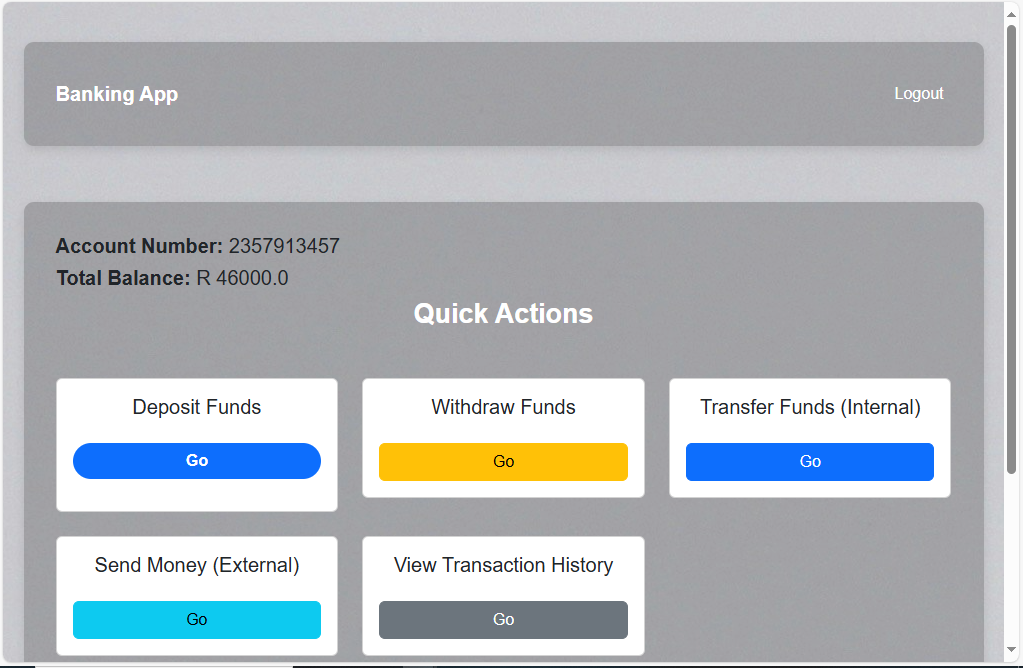 Banking App
Logout
Account Number: 2357913457
Total Balance: R 46000.0
Quick Actions
Deposit Funds
Go
Withdraw Funds
Go
Transfer Funds (Internal)
Go
Send Money (External)
Go
View Transaction History
Go